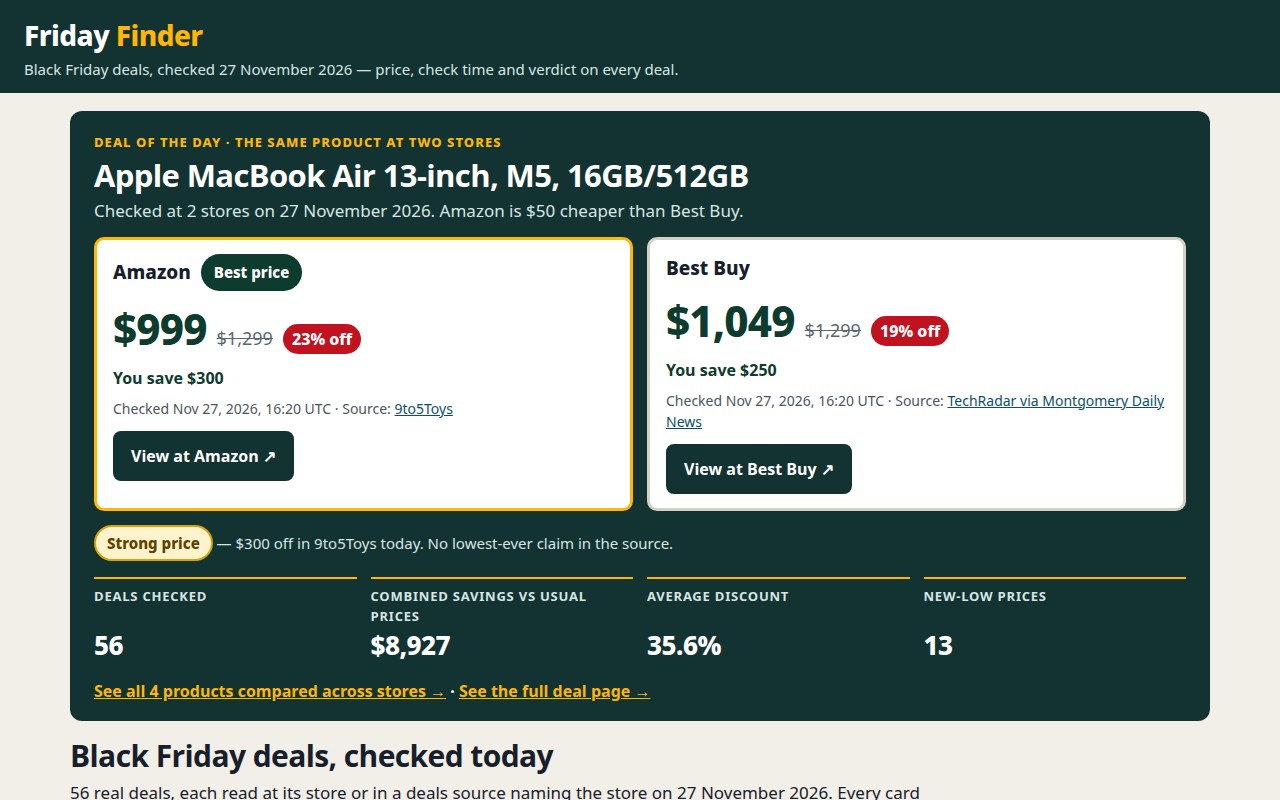 Friday Finder
Black Friday deals, checked 27 November 2026 — price, check time and verdict on every deal.
DEAL OF THE DAY · THE SAME PRODUCT AT TWO STORES
Apple MacBook Air 13-inch, M5, 16GB/512GB
Checked at 2 stores on 27 November 2026. Amazon is $50 cheaper than Best Buy.
Amazon Best price
$999 $1,299 23% off
You save $300
Checked Nov 27, 2026, 16:20 UTC · Source: 9to5Toys
View at Amazon ↗
Best Buy
$1,049 $1,299 19% off
You save $250
Checked Nov 27, 2026, 16:20 UTC · Source: TechRadar via Montgomery Daily
News
View at Best Buy ↗
Strong price — $300 off in 9to5Toys today. No lowest-ever claim in the source.
DEALS CHECKED
56
COMBINED SAVINGS VS USUAL
PRICES
$8,927
AVERAGE DISCOUNT
35.6%
NEW-LOW PRICES
13
See all 4 products compared across stores → · See the full deal page →
Black Friday deals, checked today
56 real deals, each read at its store or in a deals source naming the store on 27 November 2026. Every card